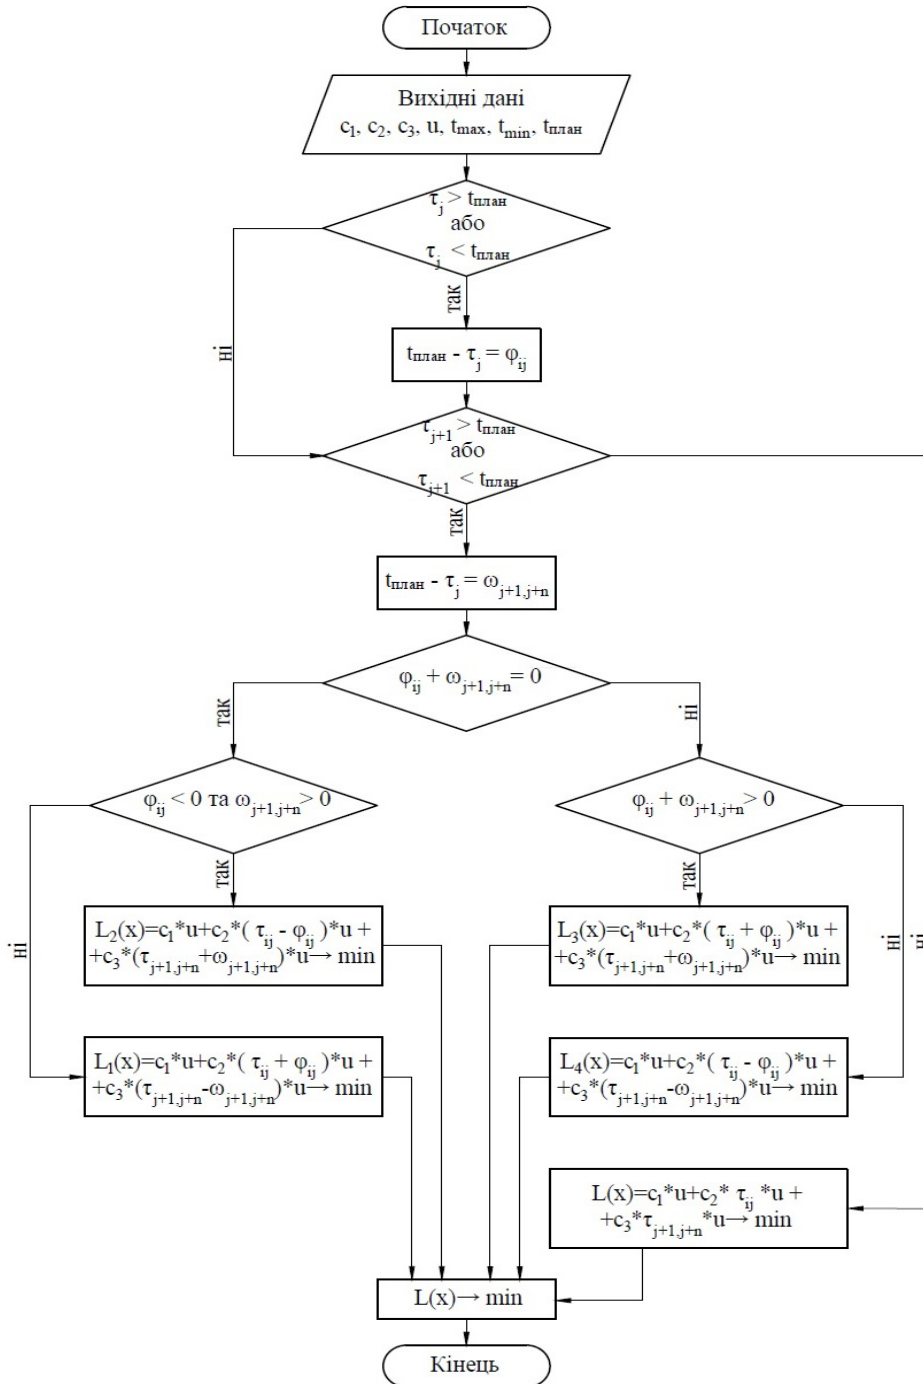 Початок
Вихідні дані
c₁, c₂, c₃, u, tmax, tmin, tплан
τⱼ > tплан
або
τⱼ < tплан
так
ні
tплан - τⱼ = φᵢⱼ
τⱼ₊₁ > tплан
або
τⱼ₊₁ < tплан
так
tплан - τⱼ = ωj+1,j+n
φᵢⱼ + ωj+1,j+n = 0
так
ні
φᵢⱼ < 0 та ωj+1,j+n > 0
φᵢⱼ + ωj+1,j+n > 0
так
так
ні
ні
ні
L₂(x)=c₁*u+c₂*( τᵢⱼ - φᵢⱼ )*u +
+c₃*(τj+1,j+n+ωj+1,j+n)*u→ min
L₃(x)=c₁*u+c₂*( τᵢⱼ + φᵢⱼ )*u +
+c₃*(τj+1,j+n+ωj+1,j+n)*u→ min
L₁(x)=c₁*u+c₂*( τᵢⱼ + φᵢⱼ )*u +
+c₃*(τj+1,j+n-ωj+1,j+n)*u→ min
L₄(x)=c₁*u+c₂*( τᵢⱼ - φᵢⱼ )*u +
+c₃*(τj+1,j+n-ωj+1,j+n)*u→ min
L(x)=c₁*u+c₂* τᵢⱼ *u +
+c₃*τj+1,j+n*u→ min
L(x)→ min
Кінець